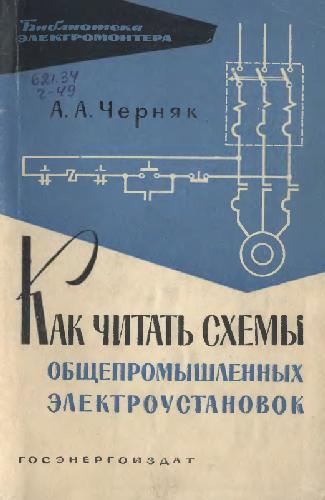 Библиотека
ЭЛЕКТРОМОНТЕРА
621.34
Ч-49
А. А. Черняк
КАК ЧИТАТЬ СХЕМЫ
ОБЩЕПРОМЫШЛЕННЫХ
ЭЛЕКТРОУСТАНОВОК
ГОСЭНЕРГОИЗДАТ